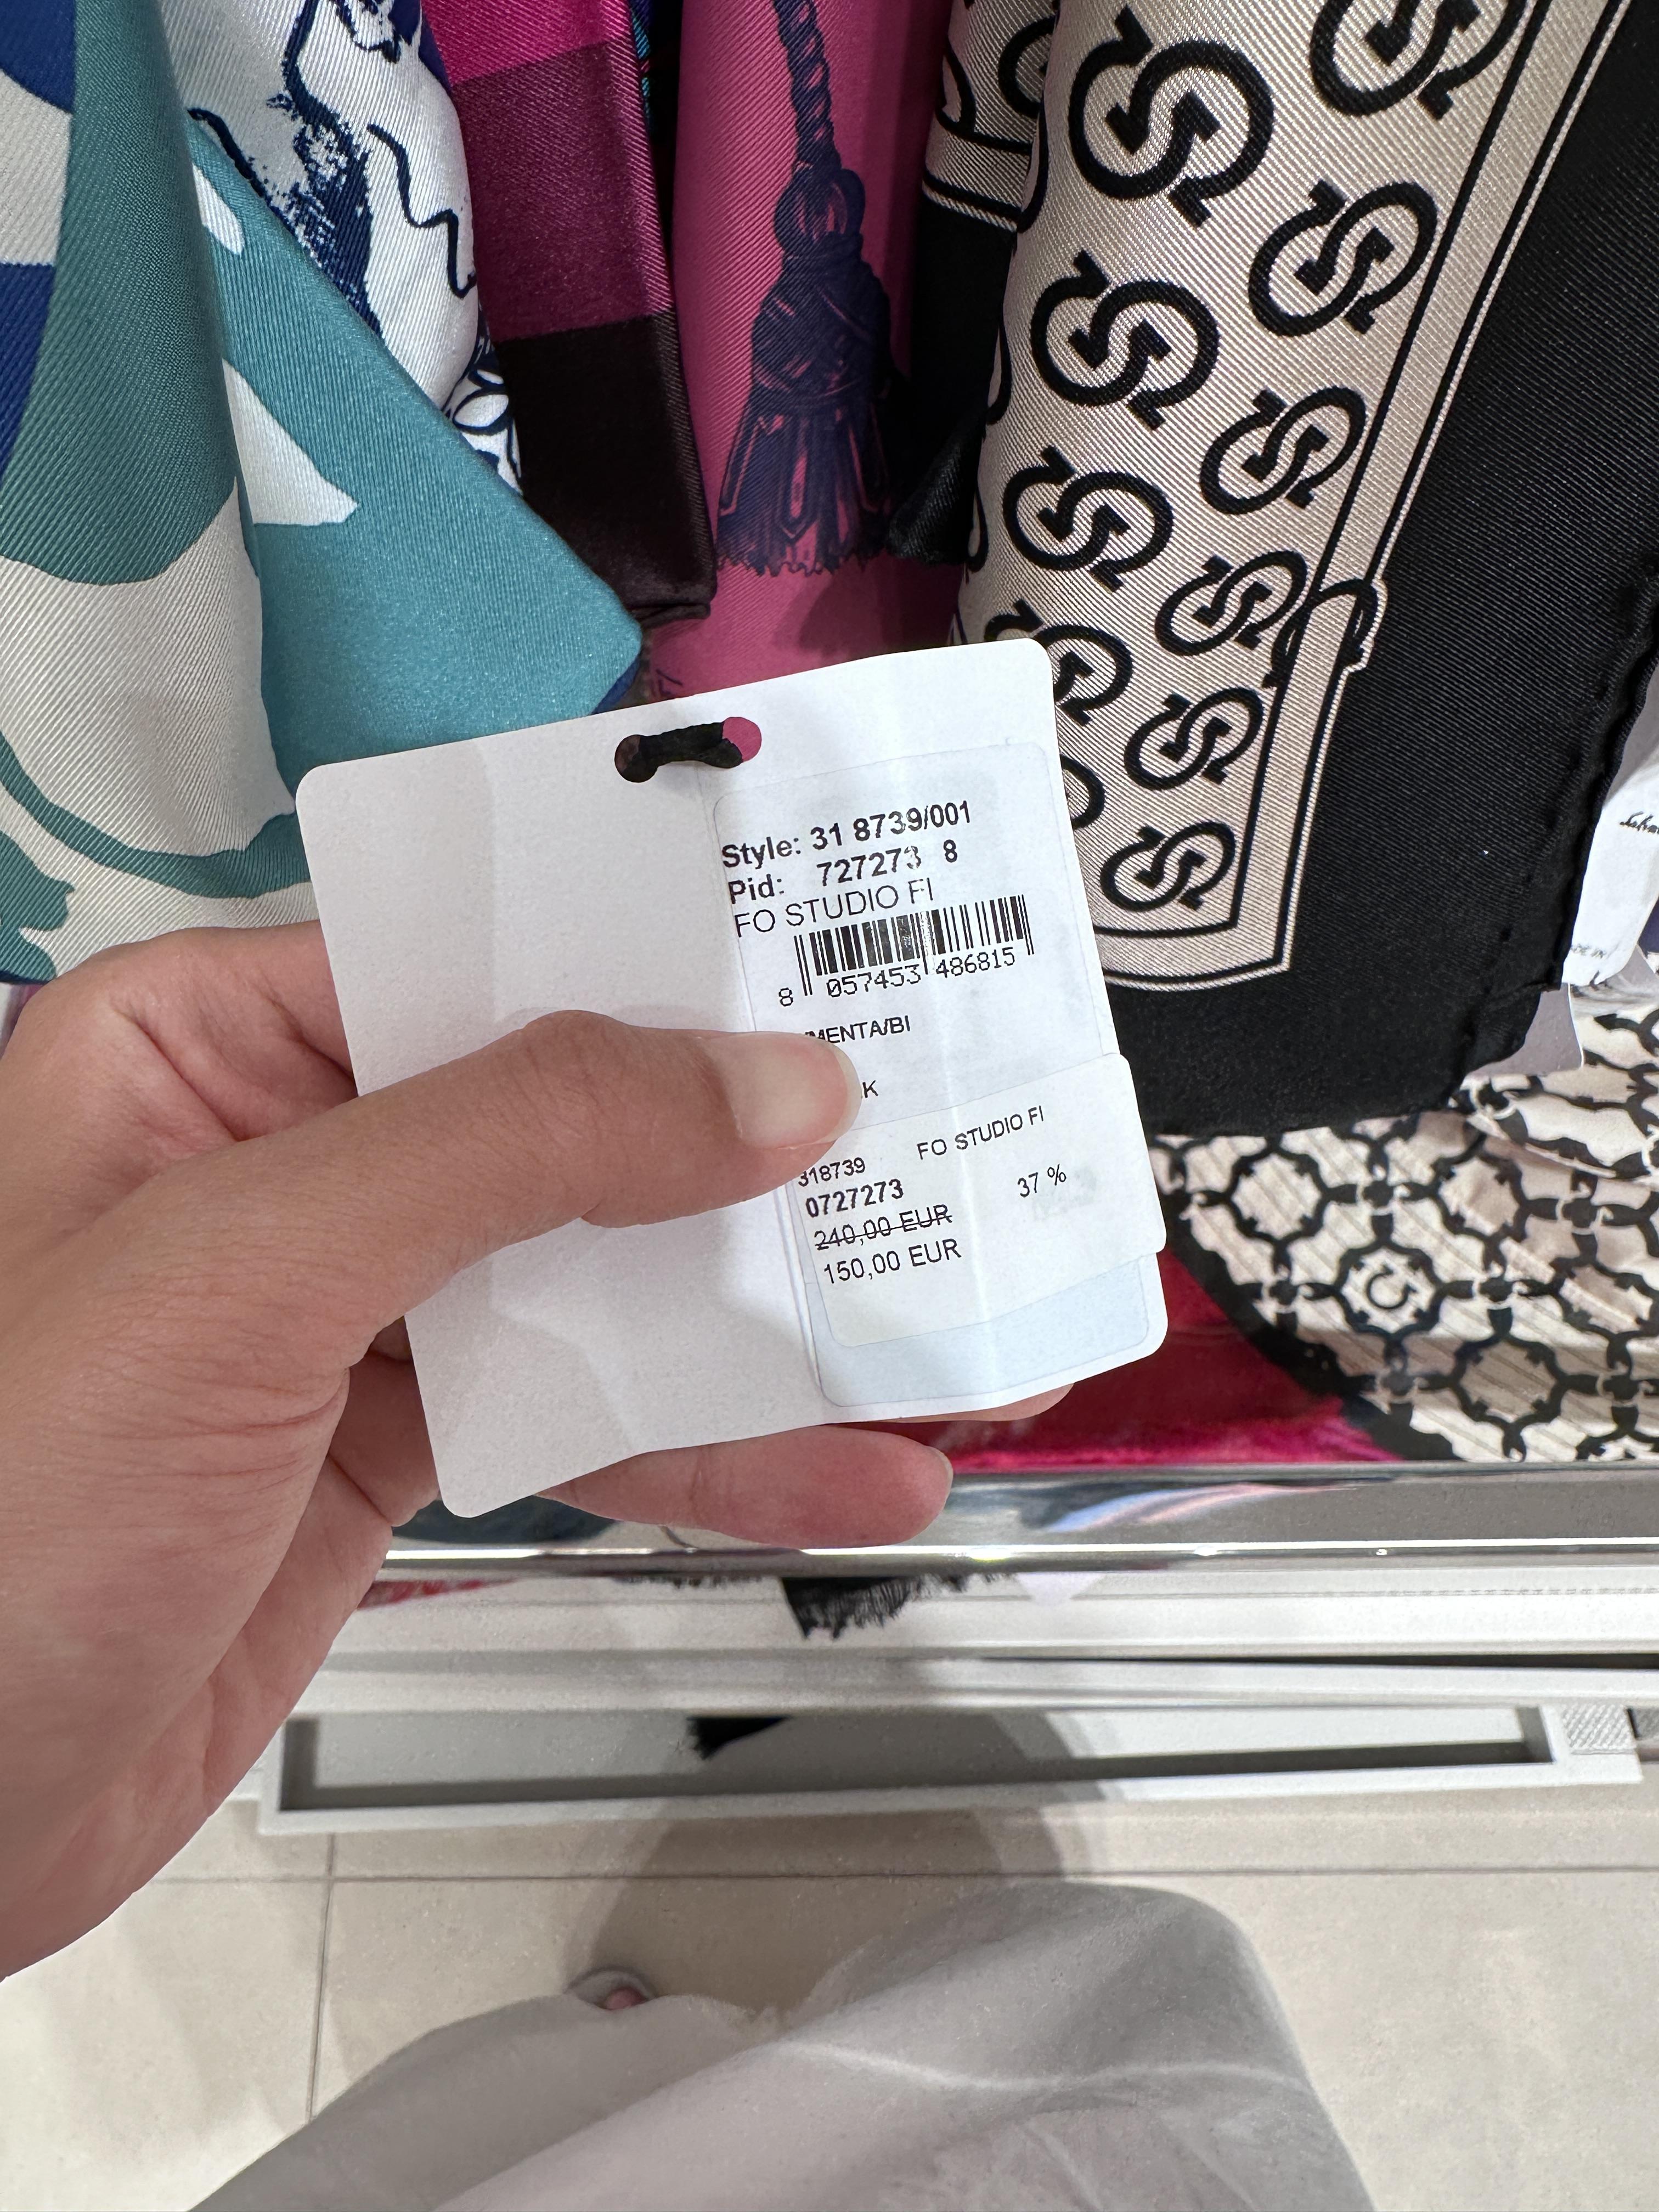 Style: 31 8739/001
Pid: 727273 8
FO STUDIO FI
8 057453 486815
MENTA/BI
K
318739 FO STUDIO FI
0727273 37 %
240,00 EUR
150,00 EUR